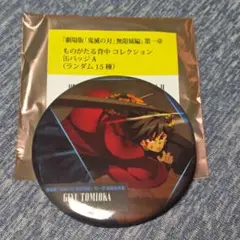 『劇場版「鬼滅の刃」無限城編』第一章
ものがたる背中 コレクション
缶バッジA
(ランダム15種)
GIYU TOMIOKA